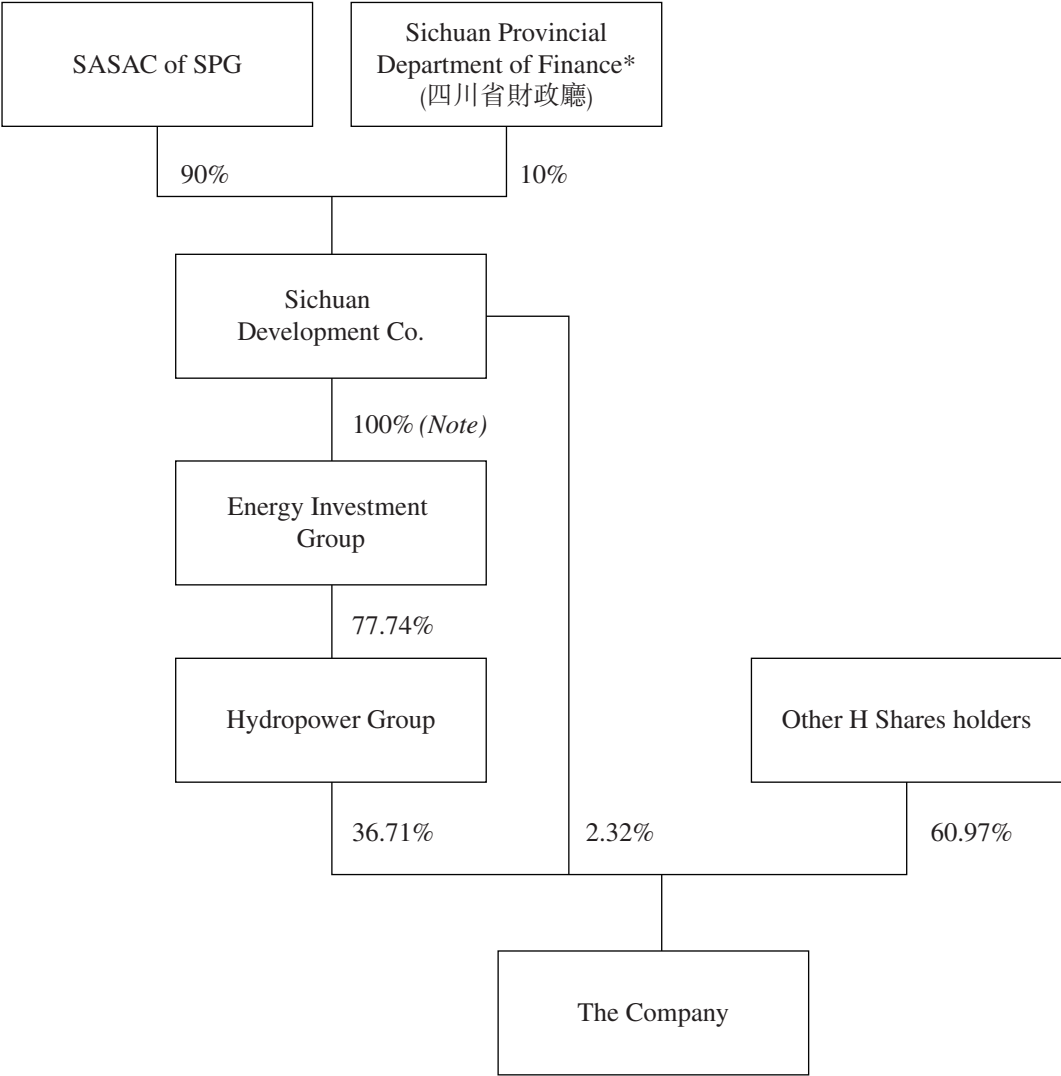 SASAC of SPG
Sichuan Provincial
Department of Finance*
(四川省財政廳)
90%
10%
Sichuan
Development Co.
100% (Note)
Energy Investment
Group
77.74%
Hydropower Group
Other H Shares holders
36.71%
2.32%
60.97%
The Company